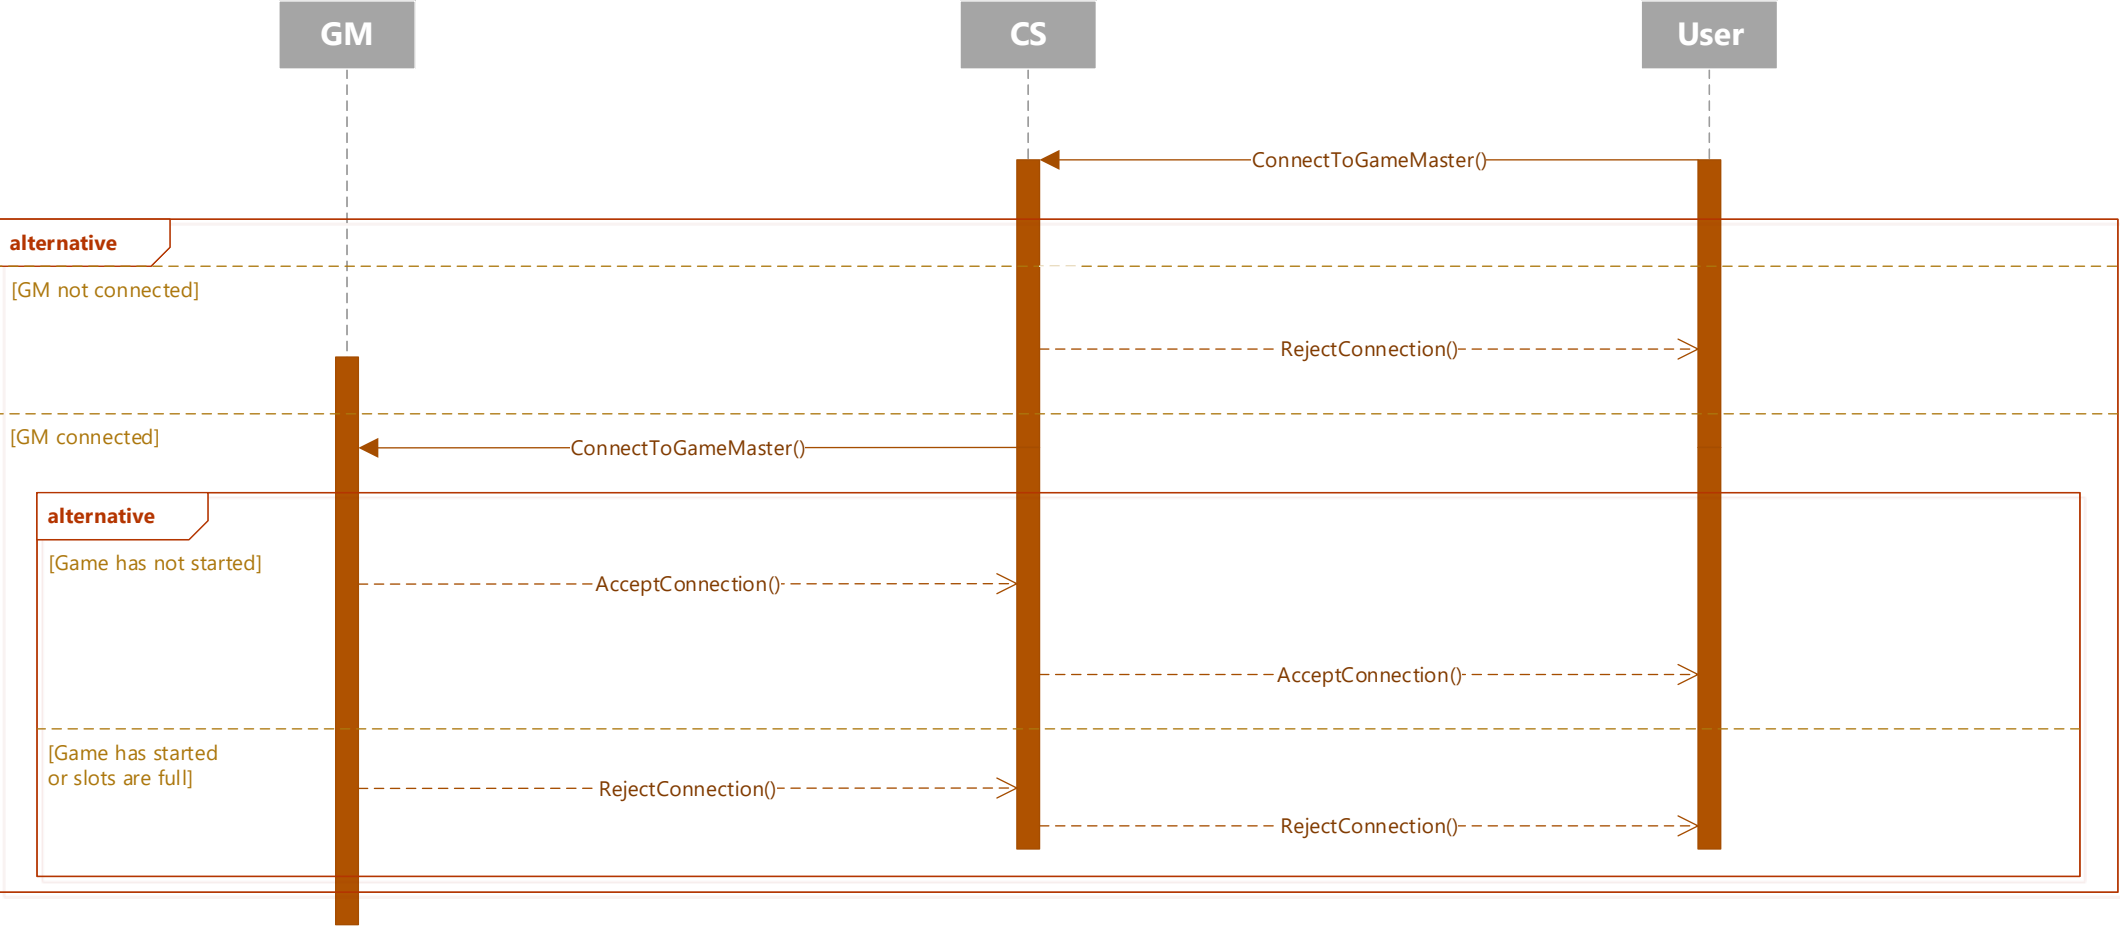 GM
CS
User
ConnectToGameMaster()
alternative
[GM not connected]
RejectConnection()
[GM connected]
ConnectToGameMaster()
alternative
[Game has not started]
AcceptConnection()
AcceptConnection()
[Game has started
or slots are full]
RejectConnection()
RejectConnection()